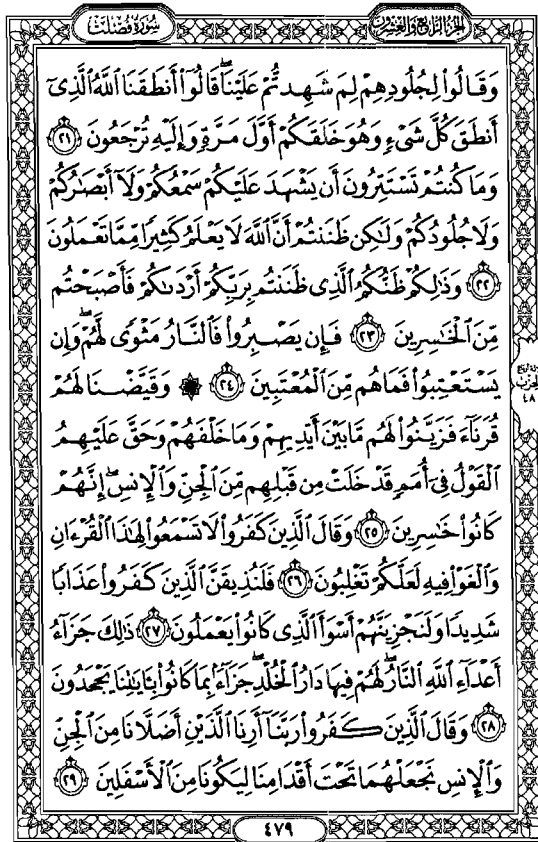 سُورَةُ فُصِّلَتْ
الجُزْءُ الرَّابِعُ وَالعِشْرُونَ
وَقَالُوا۟ لِجُلُودِهِمْ لِمَ شَهِدتُّمْ عَلَيْنَا ۖ قَالُوٓا۟ أَنطَقَنَا ٱللَّهُ ٱلَّذِىٓ
أَنطَقَ كُلَّ شَىْءٍ وَهُوَ خَلَقَكُمْ أَوَّلَ مَرَّةٍ وَإِلَيْهِ تُرْجَعُونَ ﴿٢١﴾
وَمَا كُنتُمْ تَسْتَتِرُونَ أَن يَشْهَدَ عَلَيْكُمْ سَمْعُكُمْ وَلَآ أَبْصَٰرُكُمْ
وَلَا جُلُودُكُمْ وَلَٰكِن ظَنَنتُمْ أَنَّ ٱللَّهَ لَا يَعْلَمُ كَثِيرًا مِّمَّا تَعْمَلُونَ
﴿٢٢﴾ وَذَٰلِكُمْ ظَنُّكُمُ ٱلَّذِى ظَنَنتُم بِرَبِّكُمْ أَرْدَىٰكُمْ فَأَصْبَحْتُم
مِّنَ ٱلْخَٰسِرِينَ ﴿٢٣﴾ فَإِن يَصْبِرُوا۟ فَٱلنَّارُ مَثْوًى لَّهُمْ ۖ وَإِن
يَسْتَعْتِبُوا۟ فَمَا هُم مِّنَ ٱلْمُعْتَبِينَ ﴿٢٤﴾ ۞ وَقَيَّضْنَا لَهُمْ
قُرَنَآءَ فَزَيَّنُوا۟ لَهُم مَّا بَيْنَ أَيْدِيهِمْ وَمَا خَلْفَهُمْ وَحَقَّ عَلَيْهِمُ
ٱلْقَوْلُ فِىٓ أُمَمٍ قَدْ خَلَتْ مِن قَبْلِهِم مِّنَ ٱلْجِنِّ وَٱلْإِنسِ ۖ إِنَّهُمْ
كَانُوا۟ خَٰسِرِينَ ﴿٢٥﴾ وَقَالَ ٱلَّذِينَ كَفَرُوا۟ لَا تَسْمَعُوا۟ لِهَٰذَا ٱلْقُرْءَانِ
وَٱلْغَوْا۟ فِيهِ لَعَلَّكُمْ تَغْلِبُونَ ﴿٢٦﴾ فَلَنُذِيقَنَّ ٱلَّذِينَ كَفَرُوا۟ عَذَابًا
شَدِيدًا وَلَنَجْزِيَنَّهُمْ أَسْوَأَ ٱلَّذِى كَانُوا۟ يَعْمَلُونَ ﴿٢٧﴾ ذَٰلِكَ جَزَآءُ
أَعْدَآءِ ٱللَّهِ ٱلنَّارُ ۖ لَهُمْ فِيهَا دَارُ ٱلْخُلْدِ ۖ جَزَآءًۢ بِمَا كَانُوا۟ بِـَٔايَٰتِنَا يَجْحَدُونَ
﴿٢٨﴾ وَقَالَ ٱلَّذِينَ كَفَرُوا۟ رَبَّنَآ أَرِنَا ٱلَّذَيْنِ أَضَلَّانَا مِنَ ٱلْجِنِّ
وَٱلْإِنسِ نَجْعَلْهُمَا تَحْتَ أَقْدَامِنَا لِيَكُونَا مِنَ ٱلْأَسْفَلِينَ ﴿٢٩﴾
الحزب
٤٨
٤٧٩